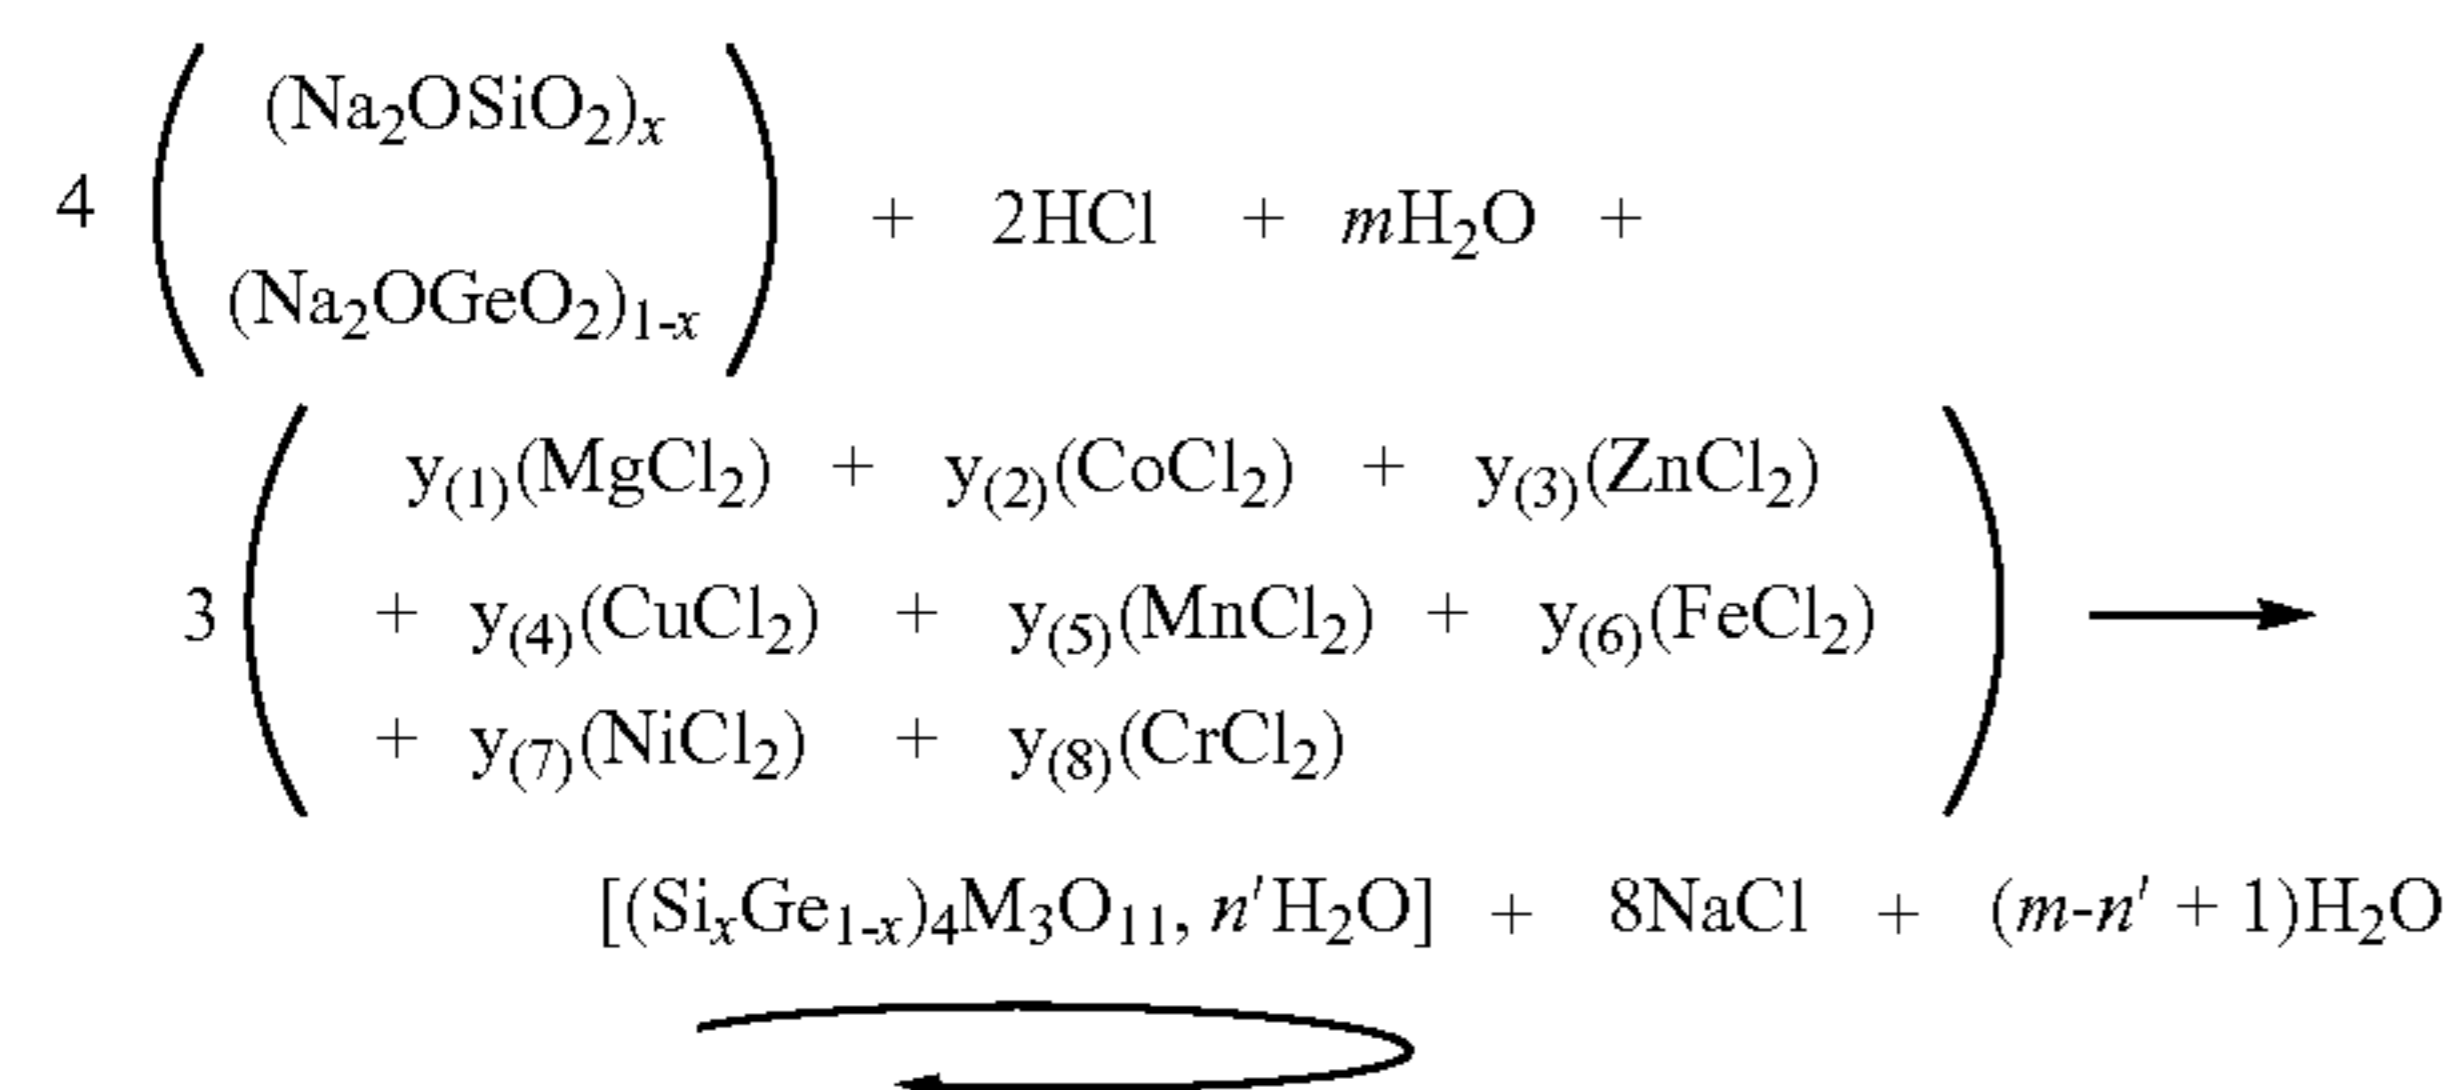 (Na₂OSiO₂)ₓ
4 + 2HCl + mH₂O +
(Na₂OGeO₂)₁₋ₓ
y₍₁₎(MgCl₂) + y₍₂₎(CoCl₂) + y₍₃₎(ZnCl₂)
3 + y₍₄₎(CuCl₂) + y₍₅₎(MnCl₂) + y₍₆₎(FeCl₂) →
+ y₍₇₎(NiCl₂) + y₍₈₎(CrCl₂)
[(SiₓGe₁₋ₓ)₄M₃O₁₁, n'H₂O] + 8NaCl + (m-n' + 1)H₂O